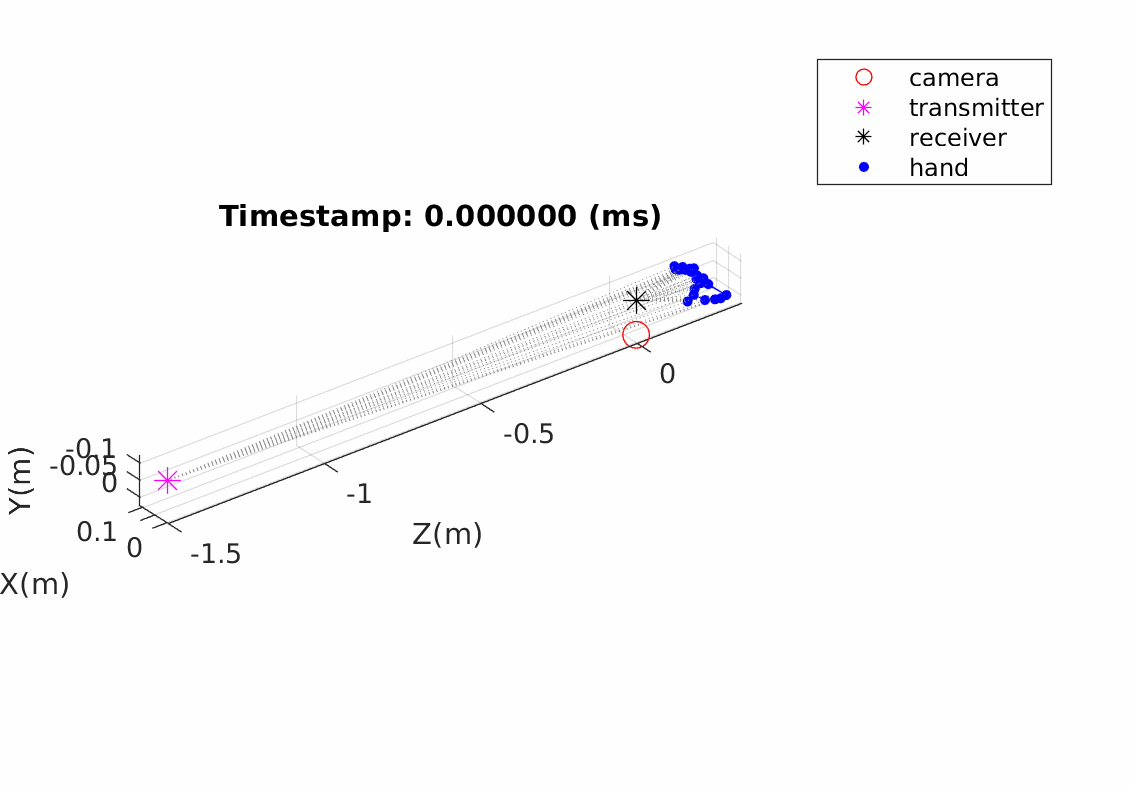 camera
transmitter
receiver
hand
Timestamp: 0.000000 (ms)
0
-0.5
-1
-1.5
Z(m)
-0.1
-0.05
0
Y(m)
0.1
0
X(m)